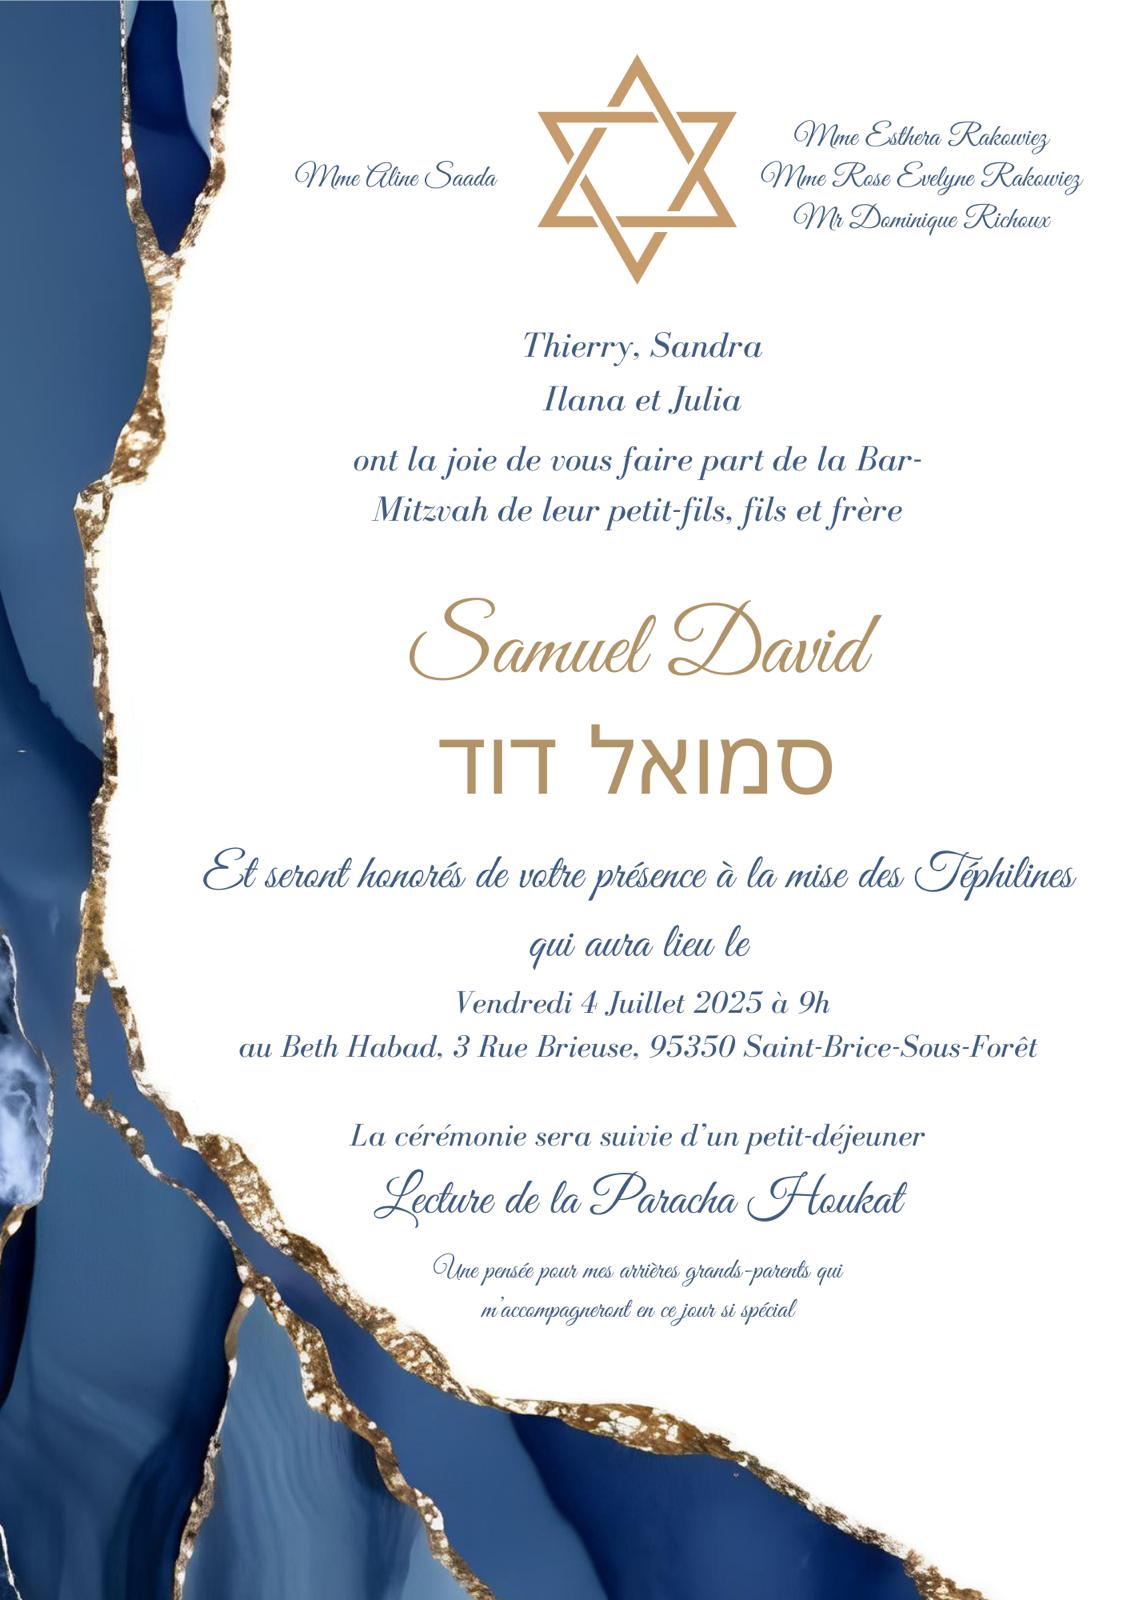 Mme Aline Saada
Mme Esthera Rakowiez
Mme Rose Evelyne Rakowiez
Mr Dominique Richoux
Thierry, Sandra
Ilana et Julia
ont la joie de vous faire part de la Bar-
Mitzvah de leur petit-fils, fils et frère
Samuel David
סמואל דוד
Et seront honorés de votre présence à la mise des Téphilines
qui aura lieu le
Vendredi 4 Juillet 2025 à 9h
au Beth Habad, 3 Rue Brieuse, 95350 Saint-Brice-Sous-Forêt
La cérémonie sera suivie d'un petit-déjeuner
Lecture de la Paracha Houkat
Une pensée pour mes arrières grands-parents qui
m'accompagneront en ce jour si spécial